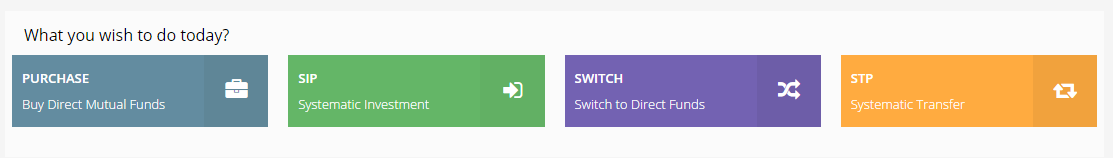 What you wish to do today?
PURCHASE
Buy Direct Mutual Funds
SIP
Systematic Investment
SWITCH
Switch to Direct Funds
STP
Systematic Transfer